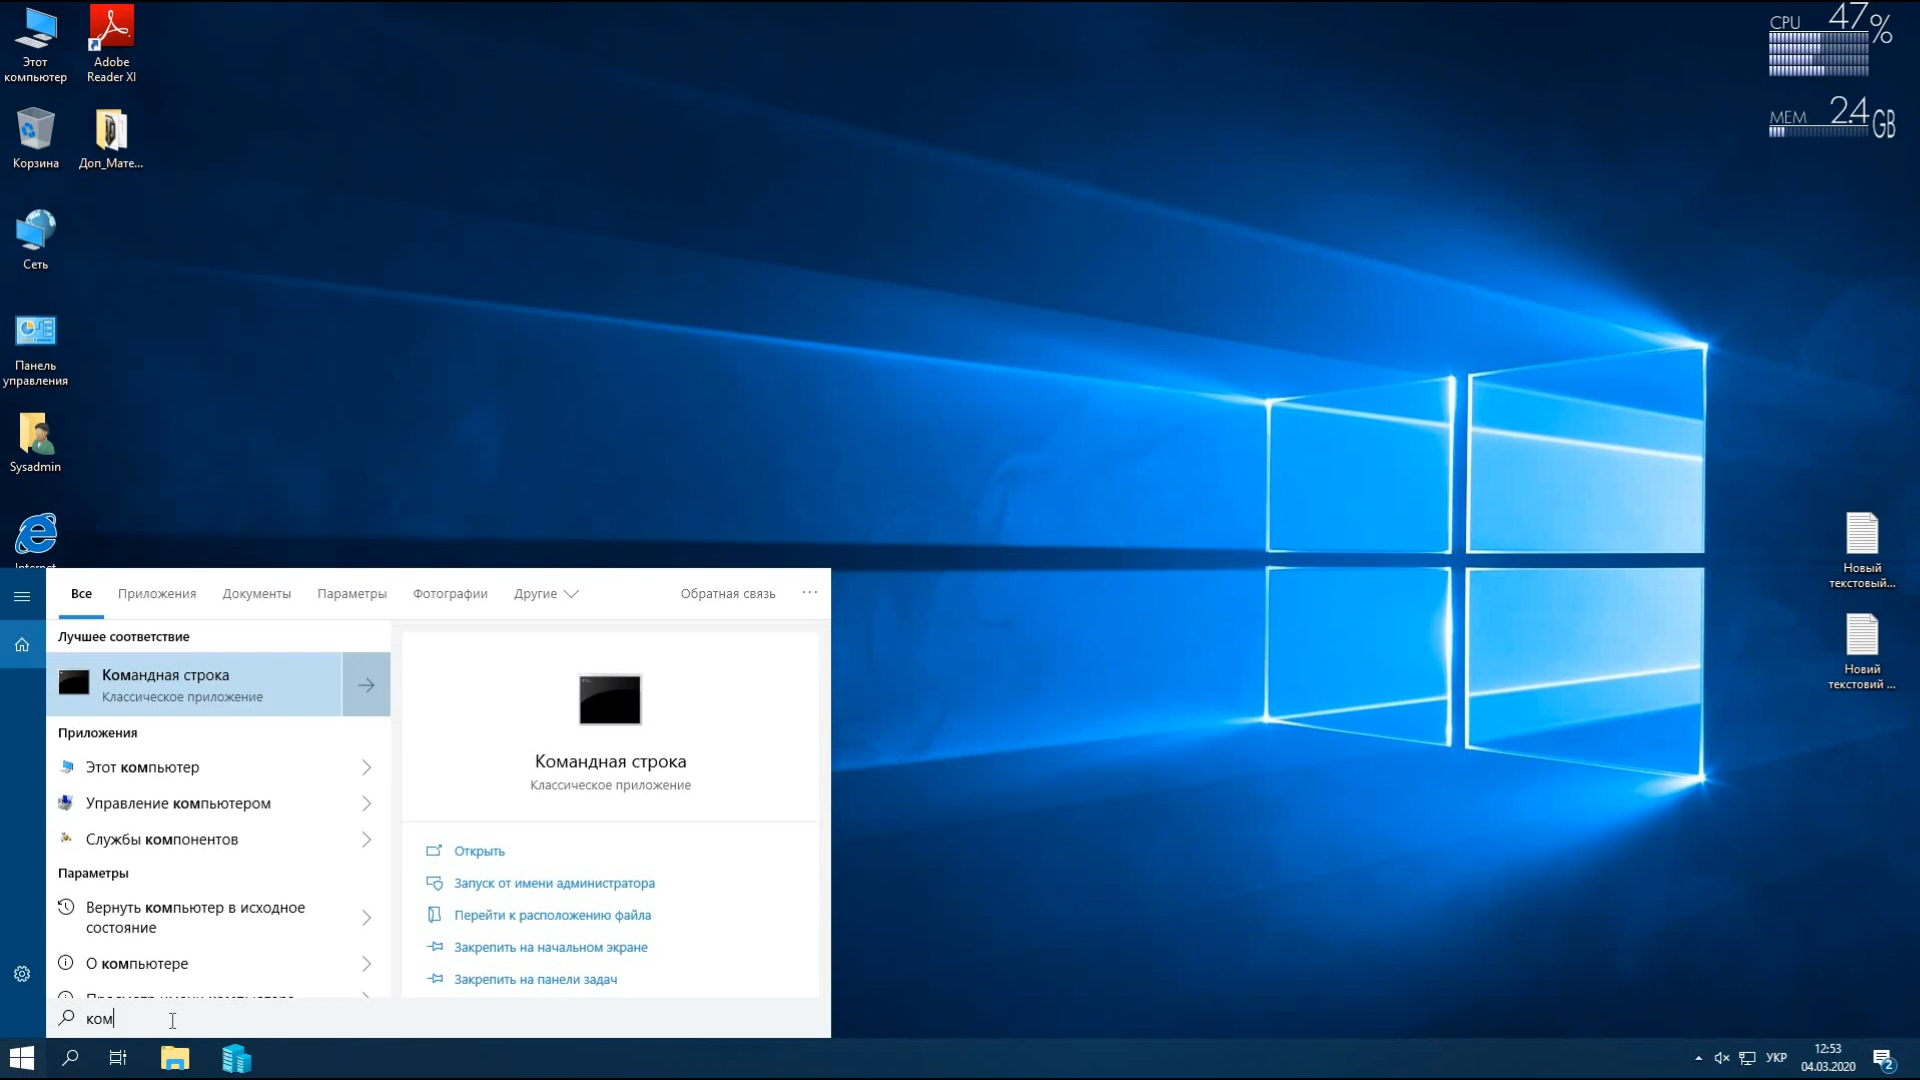 Этот
компьютер
Adobe
Reader XI
Корзина
Доп_Мате...
Сеть
Панель
управления
Sysadmin
Internet
CPU 47%
MEM 2.4 GB
Новый
текстовый...
Новий
текстовий ...
Все
Приложения
Документы
Параметры
Фотографии
Другие
Обратная связь
...
Лучшее соответствие
Командная строка
Классическое приложение
Приложения
Этот компьютер
Управление компьютером
Службы компонентов
Параметры
Вернуть компьютер в исходное
состояние
О компьютере
Командная строка
Классическое приложение
Открыть
Запуск от имени администратора
Перейти к расположению файла
Закрепить на начальном экране
Закрепить на панели задач
ком
УКР
12:53
04.03.2020
2